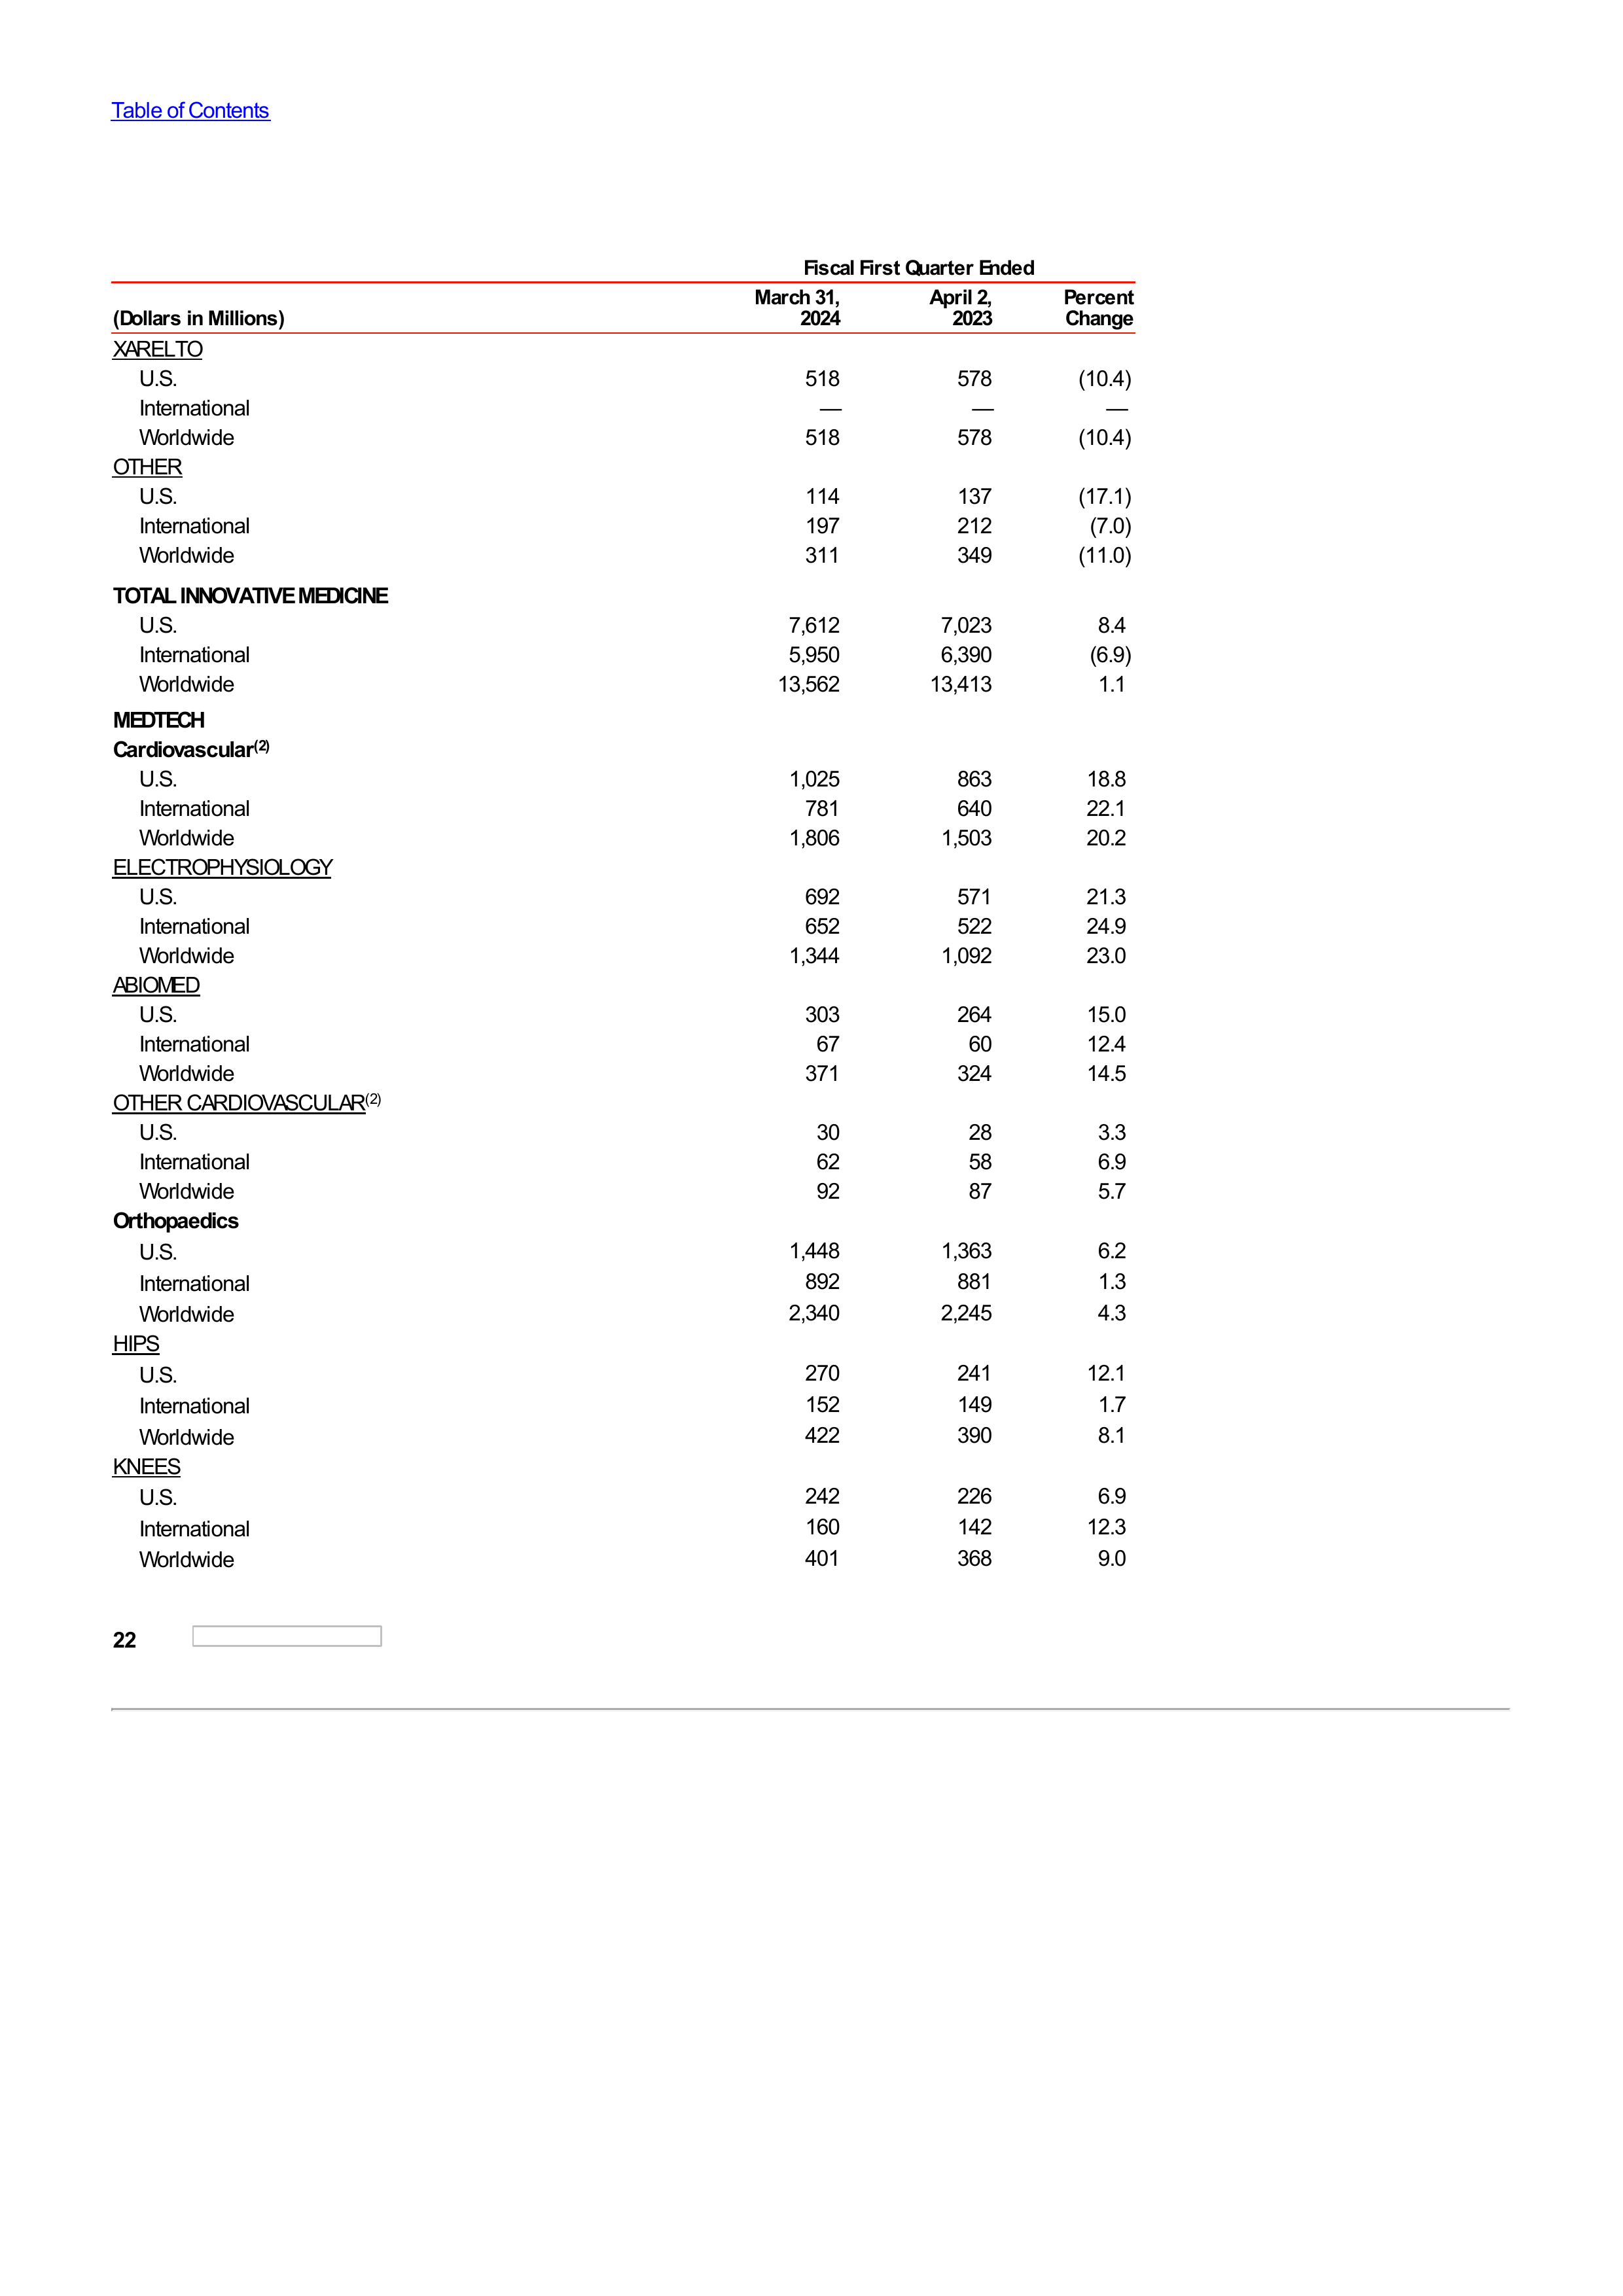 Table of Contents
Fiscal First Quarter Ended
(Dollars in Millions) March 31, 2024 April 2, 2023 Percent Change
XARELTO
U.S. 518 578 (10.4)
International — — —
Worldwide 518 578 (10.4)
OTHER
U.S. 114 137 (17.1)
International 197 212 (7.0)
Worldwide 311 349 (11.0)
TOTAL INNOVATIVE MEDICINE
U.S. 7,612 7,023 8.4
International 5,950 6,390 (6.9)
Worldwide 13,562 13,413 1.1
MEDTECH
Cardiovascular(2)
U.S. 1,025 863 18.8
International 781 640 22.1
Worldwide 1,806 1,503 20.2
ELECTROPHYSIOLOGY
U.S. 692 571 21.3
International 652 522 24.9
Worldwide 1,344 1,092 23.0
ABIOMED
U.S. 303 264 15.0
International 67 60 12.4
Worldwide 371 324 14.5
OTHER CARDIOVASCULAR(2)
U.S. 30 28 3.3
International 62 58 6.9
Worldwide 92 87 5.7
Orthopaedics
U.S. 1,448 1,363 6.2
International 892 881 1.3
Worldwide 2,340 2,245 4.3
HIPS
U.S. 270 241 12.1
International 152 149 1.7
Worldwide 422 390 8.1
KNEES
U.S. 242 226 6.9
International 160 142 12.3
Worldwide 401 368 9.0
22